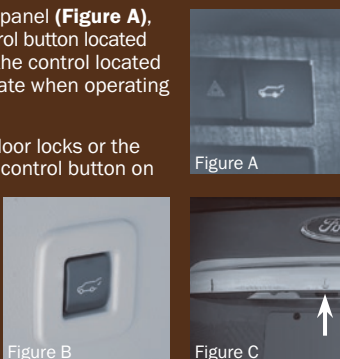 panel (Figure A),
rol button located
he control located
ate when operating
loor locks or the
control button on
Figure A
Figure B
Figure C